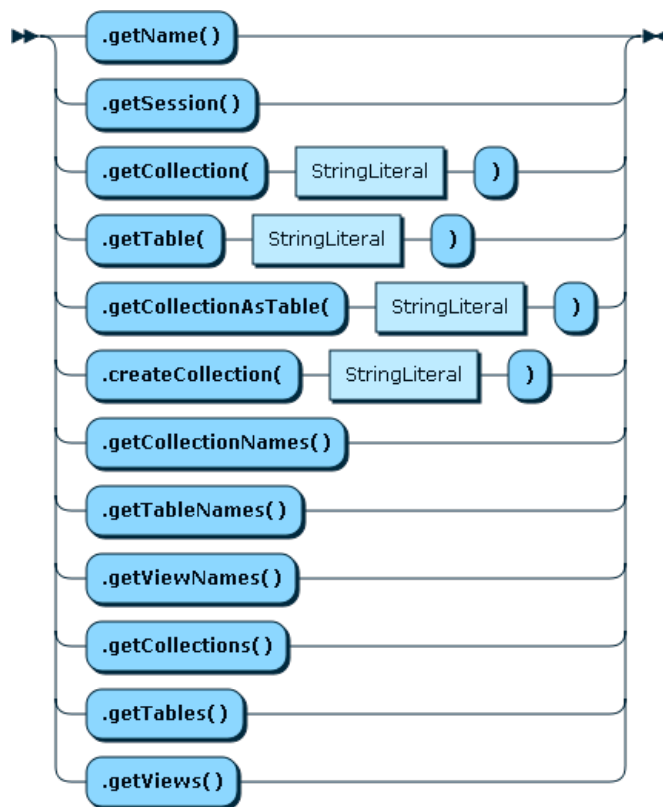 .getName()
.getSession()
.getCollection( StringLiteral )
.getTable( StringLiteral )
.getCollectionAsTable( StringLiteral )
.createCollection( StringLiteral )
.getCollectionNames()
.getTableNames()
.getViewNames()
.getCollections()
.getTables()
.getViews()